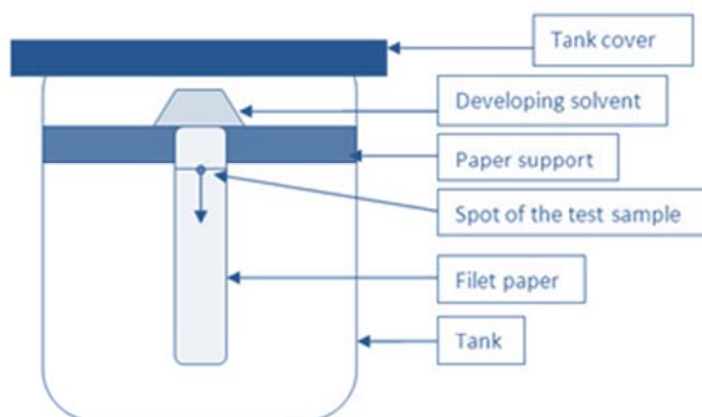 Tank cover
Developing solvent
Paper support
Spot of the test sample
Filet paper
Tank